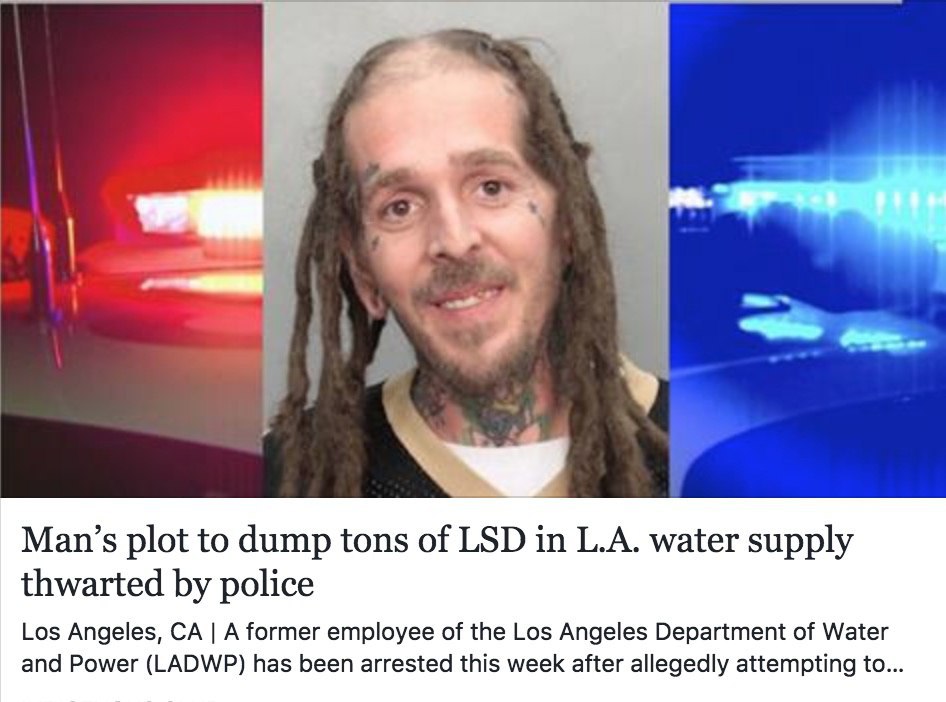 Man’s plot to dump tons of LSD in L.A. water supply
thwarted by police
Los Angeles, CA | A former employee of the Los Angeles Department of Water
and Power (LADWP) has been arrested this week after allegedly attempting to...